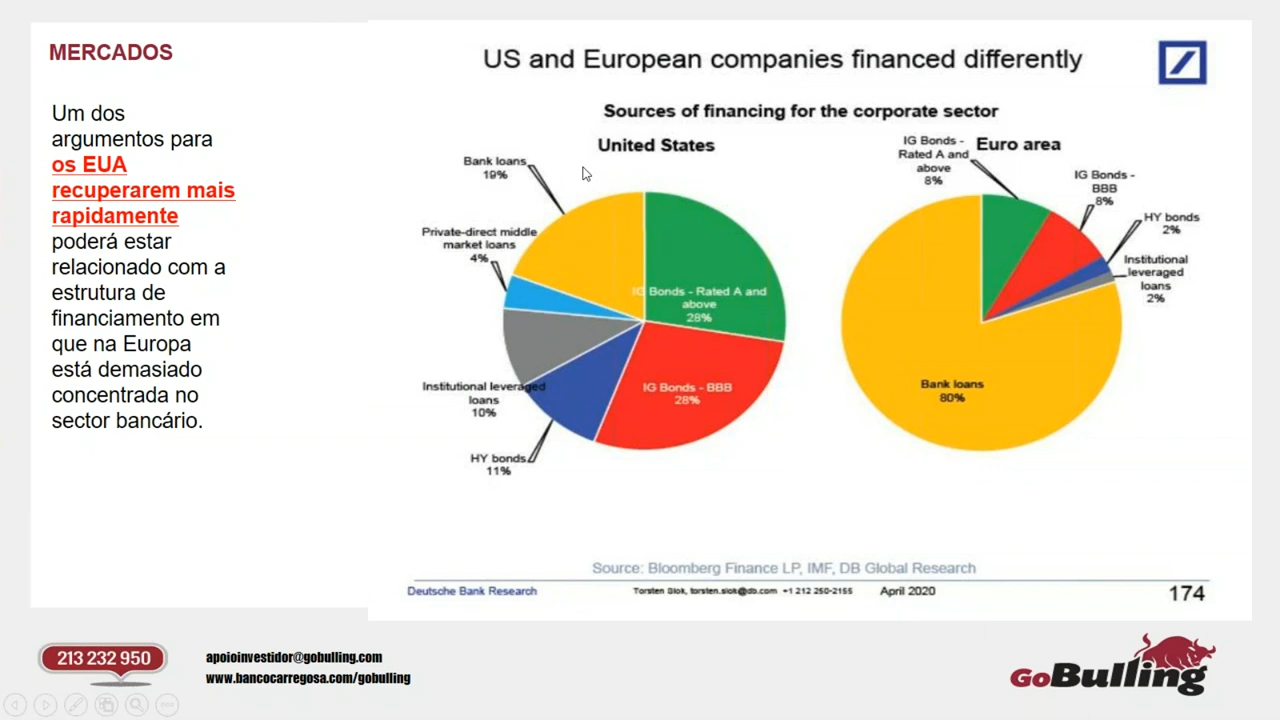 MERCADOS
Um dos
argumentos para
os EUA
recuperarem mais
rapidamente
poderá estar
relacionado com a
estrutura de
financiamento em
que na Europa
está demasiado
concentrada no
sector bancário.
US and European companies financed differently
Sources of financing for the corporate sector
United States
Bank loans
19%
Private-direct middle
market loans
4%
IG Bonds - Rated A and
above
28%
IG Bonds - BBB
28%
Institutional leveraged
loans
10%
HY bonds
11%
Euro area
IG Bonds -
Rated A and
above
8%
IG Bonds -
BBB
8%
HY bonds
2%
Institutional
leveraged
loans
2%
Bank loans
80%
Source: Bloomberg Finance LP, IMF, DB Global Research
Deutsche Bank Research
Torsten Slok, torsten.slok@db.com +1 212 250-2155
April 2020
174
213 232 950
apoioinvestidor@gobulling.com
www.bancocarregosa.com/gobulling
GoBulling